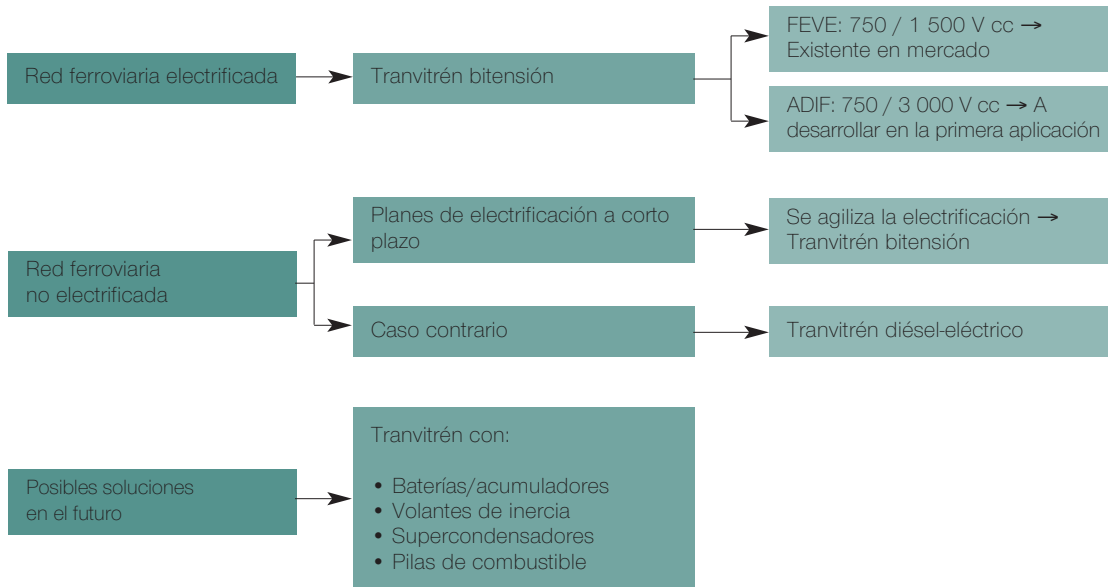 Red ferroviaria electrificada
Tranvitrén bitensión
FEVE: 750 / 1 500 V cc →
Existente en mercado
ADIF: 750 / 3 000 V cc → A
desarrollar en la primera aplicación
Red ferroviaria
no electrificada
Planes de electrificación a corto
plazo
Se agiliza la electrificación →
Tranvitrén bitensión
Caso contrario
Tranvitrén diésel-eléctrico
Posibles soluciones
en el futuro
Tranvitrén con:
• Baterías/acumuladores
• Volantes de inercia
• Supercondensadores
• Pilas de combustible